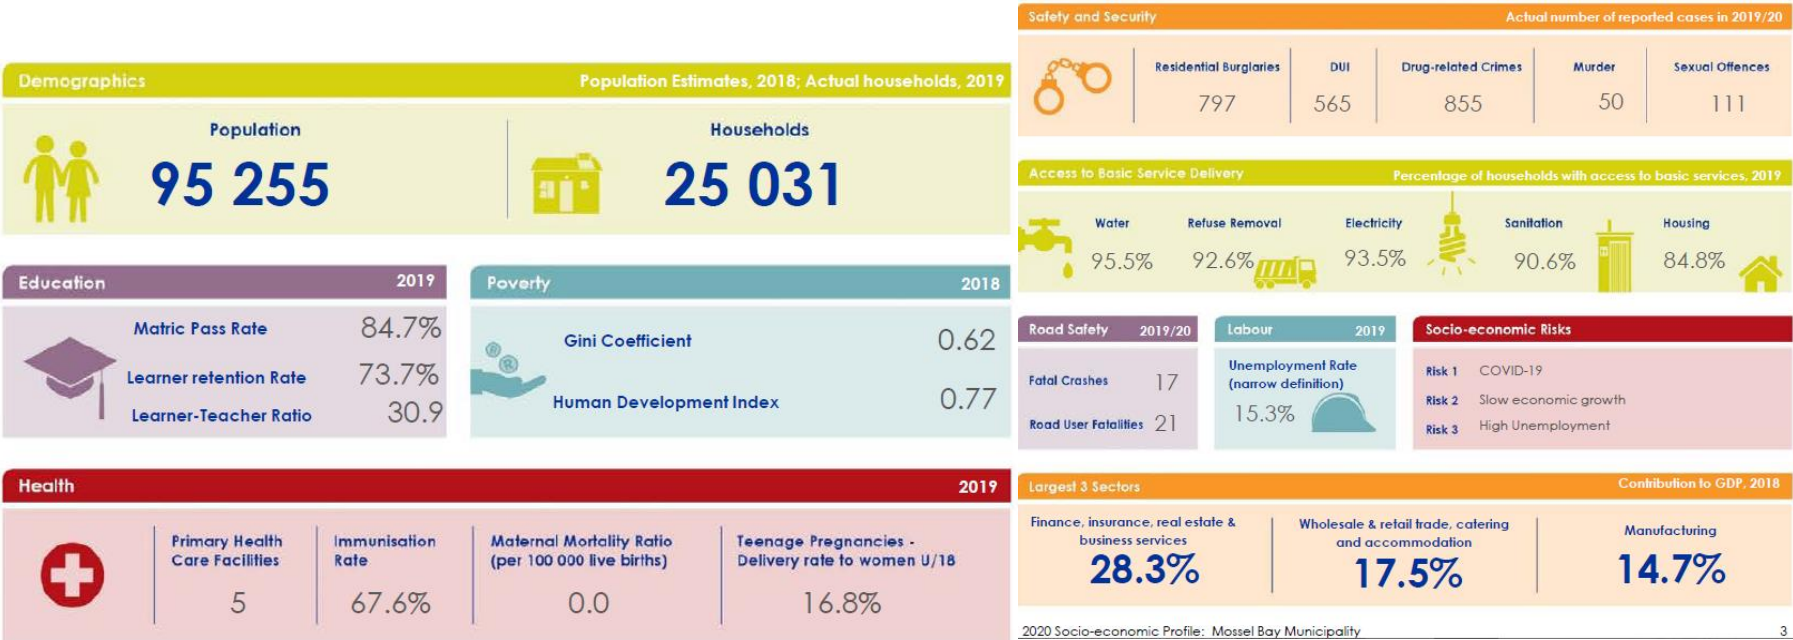 Demographics Population Estimates, 2018; Actual households, 2019
Population Households
95 255 25 031
Education 2019
Matric Pass Rate 84.7%
Learner retention Rate 73.7%
Learner-Teacher Ratio 30.9
Poverty 2018
Gini Coefficient 0.62
Human Development Index 0.77
Health 2019
Primary Health
Care Facilities
5
Immunisation
Rate
67.6%
Maternal Mortality Ratio
(per 100 000 live births)
0.0
Teenage Pregnancies -
Delivery rate to women U/18
16.8%
Safety and Security Actual number of reported cases in 2019/20
Residential Burglaries DUI Drug-related Crimes Murder Sexual Offences
797 565 855 50 111
Access to Basic Service Delivery Percentage of households with access to basic services, 2019
Water Refuse Removal Electricity Sanitation Housing
95.5% 92.6% 93.5% 90.6% 84.8%
Road Safety 2019/20
Fatal Crashes 17
Road User Fatalities 21
Labour 2019
Unemployment Rate
(narrow definition)
15.3%
Socio-economic Risks
Risk 1 COVID-19
Risk 2 Slow economic growth
Risk 3 High Unemployment
Largest 3 Sectors Contribution to GDP, 2018
Finance, insurance, real estate &
business services
28.3%
Wholesale & retail trade, catering
and accommodation
17.5%
Manufacturing
14.7%
2020 Socio-economic Profile: Mossel Bay Municipality 3